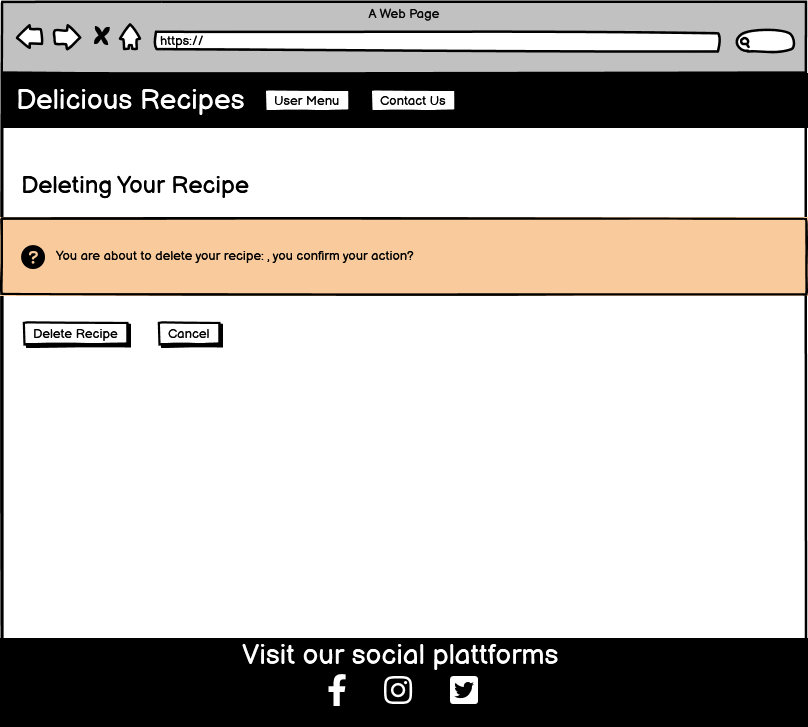 A Web Page
https://
Delicious Recipes
User Menu
Contact Us
Deleting Your Recipe
? You are about to delete your recipe: , you confirm your action?
Delete Recipe
Cancel
Visit our social plattforms